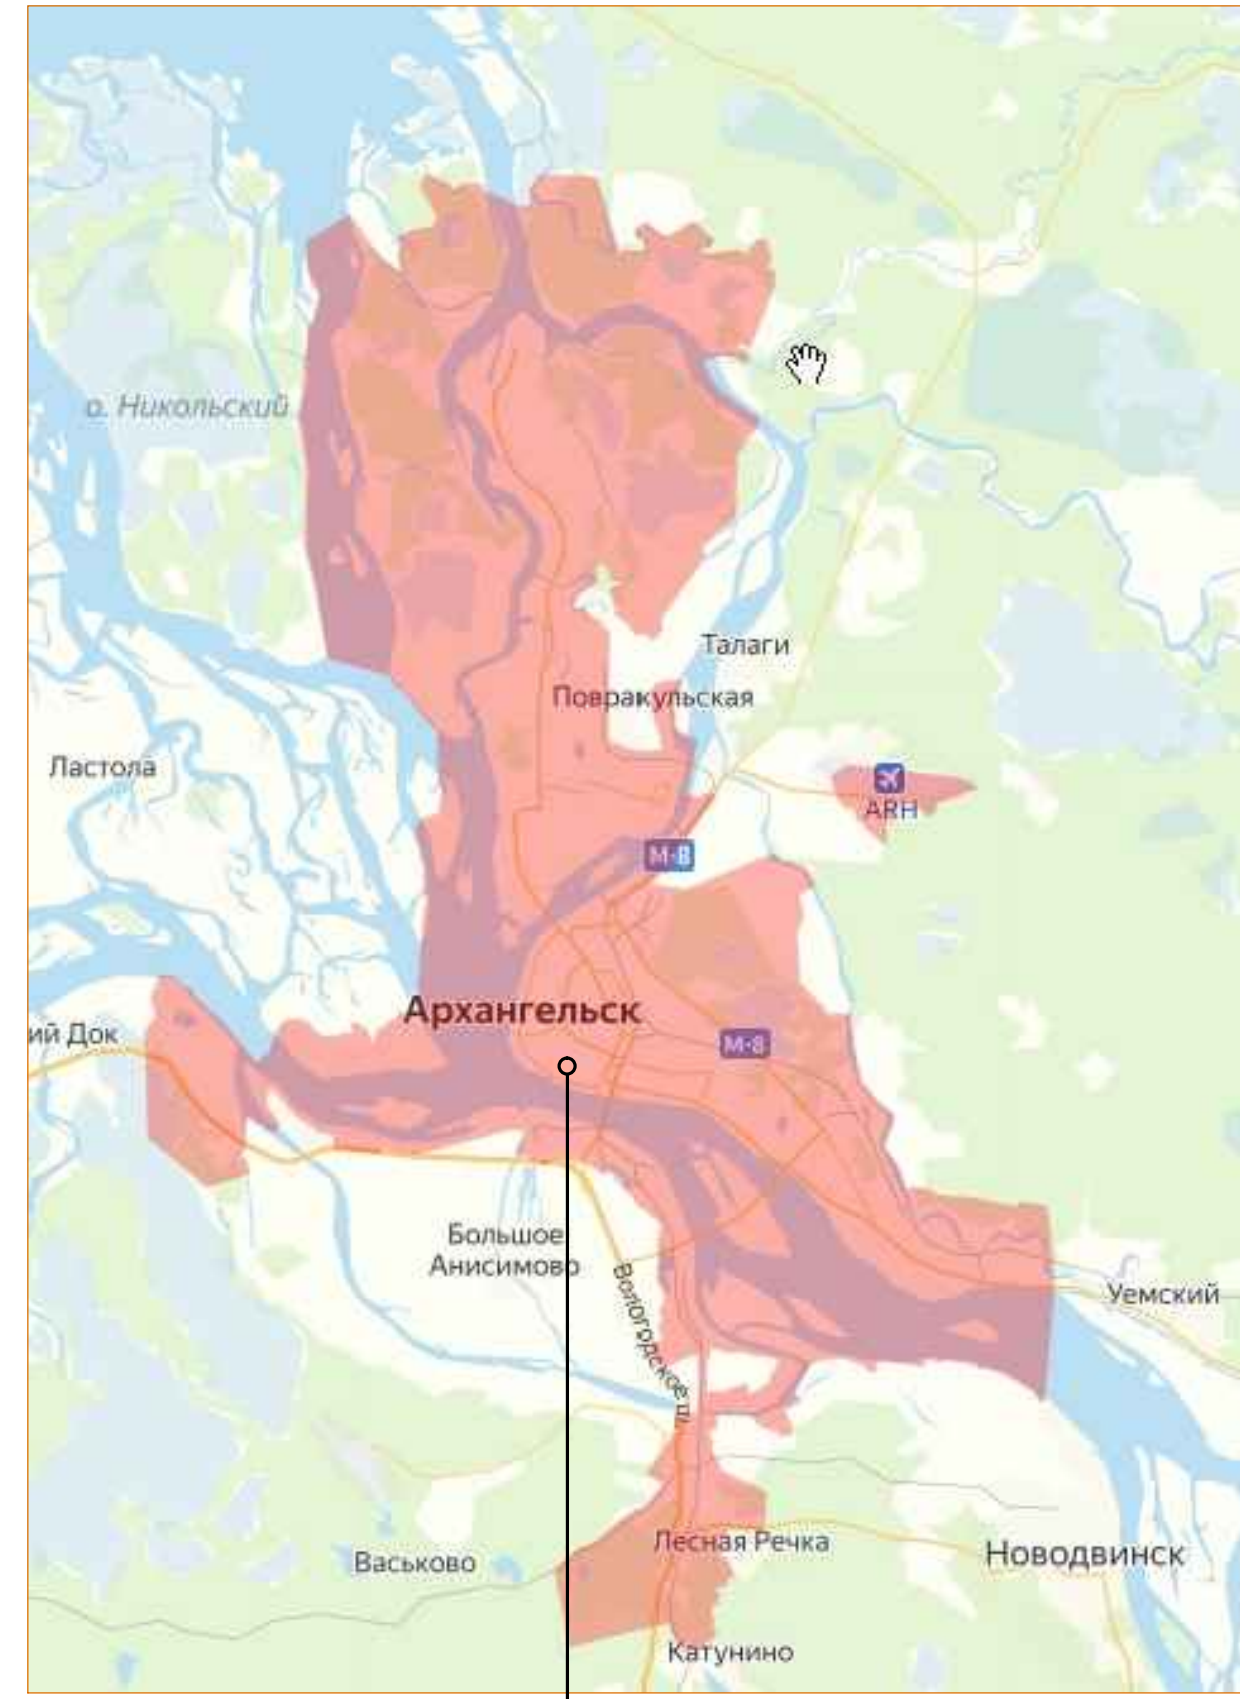 о. Никольский
Талаги
Повракульская
Ластола
ARH
М-8
Архангельск
ий Док
М-8
Большое
Анисимово
Вологодское ш.
Уемский
Лесная Речка
Васьково
Новодвинск
Катунино